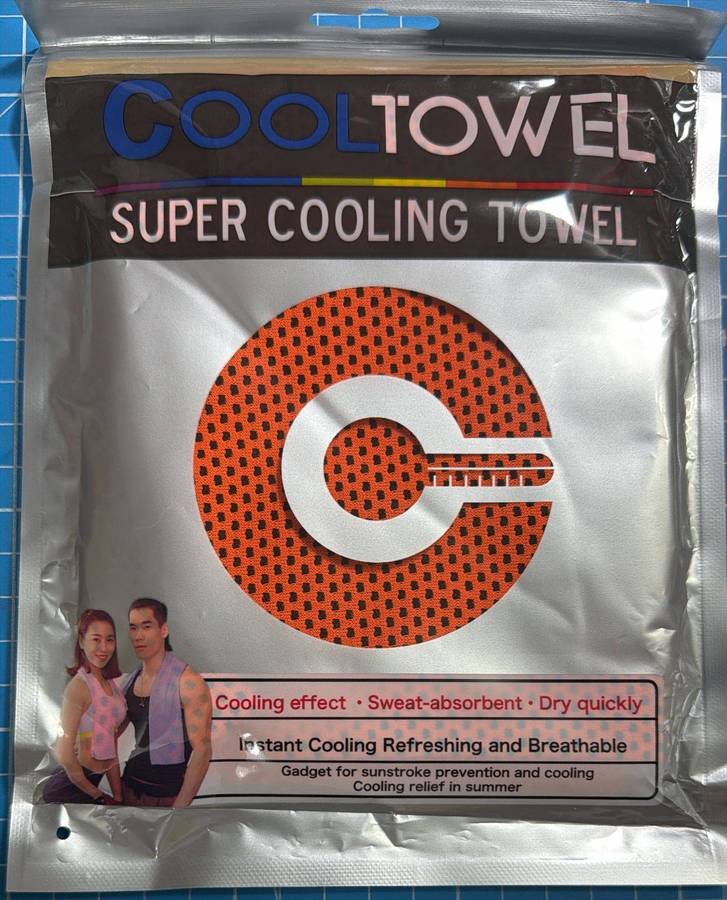 COOLTOWEL
SUPER COOLING TOWEL
Cooling effect ・Sweat-absorbent・Dry quickly
Instant Cooling Refreshing and Breathable
Gadget for sunstroke prevention and cooling
Cooling relief in summer